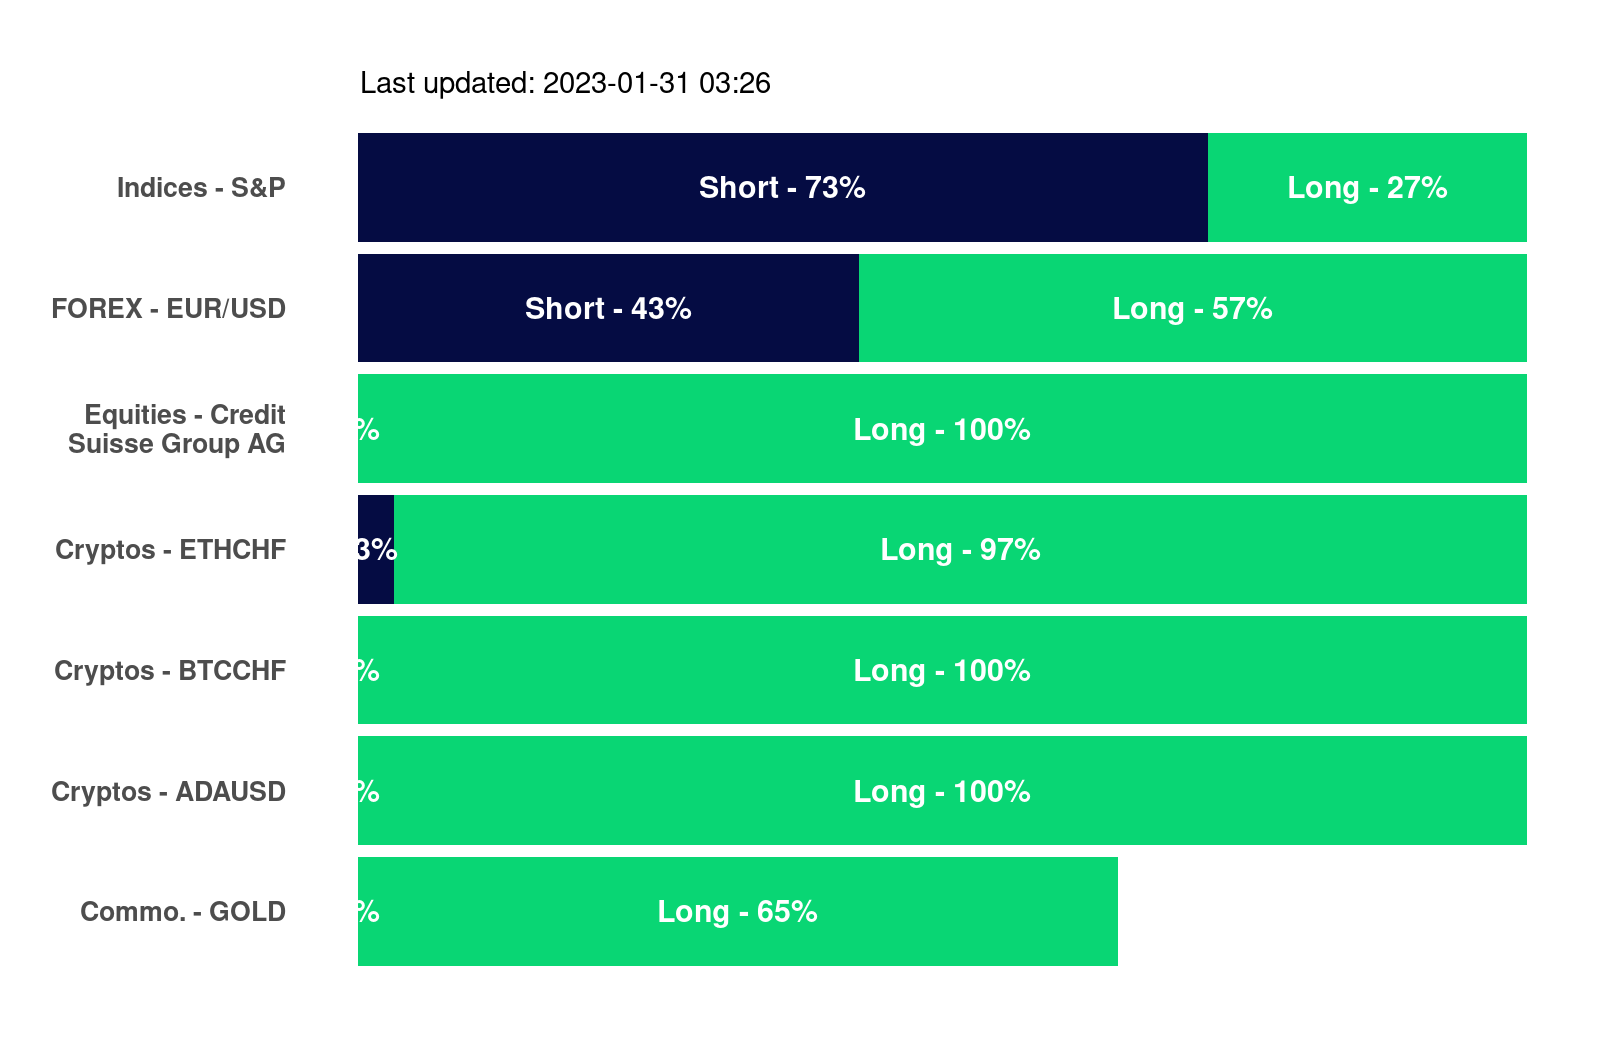 Last updated: 2023-01-31 03:26
Indices - S&P
Short - 73%
Long - 27%
FOREX - EUR/USD
Short - 43%
Long - 57%
Equities - Credit
Suisse Group AG
%
Long - 100%
Cryptos - ETHCHF
3%
Long - 97%
Cryptos - BTCCHF
%
Long - 100%
Cryptos - ADAUSD
%
Long - 100%
Commo. - GOLD
%
Long - 65%